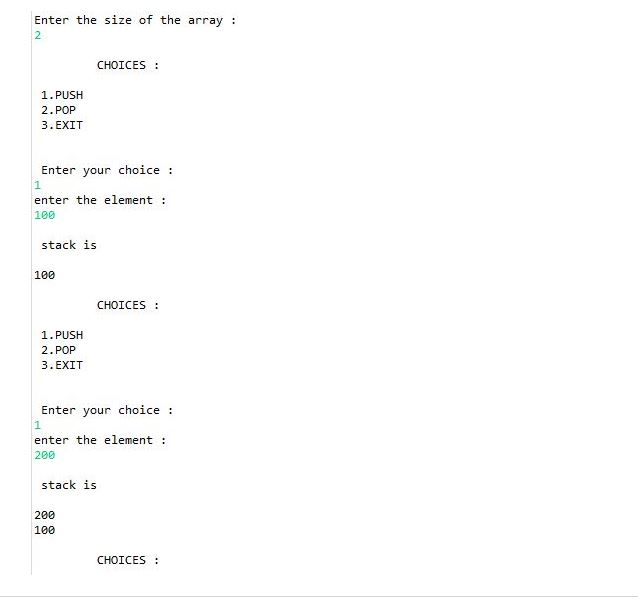 Enter the size of the array :
2
CHOICES :
1.PUSH
2.POP
3.EXIT
Enter your choice :
1
enter the element :
100
stack is
100
CHOICES :
1.PUSH
2.POP
3.EXIT
Enter your choice :
1
enter the element :
200
stack is
200
100
CHOICES :